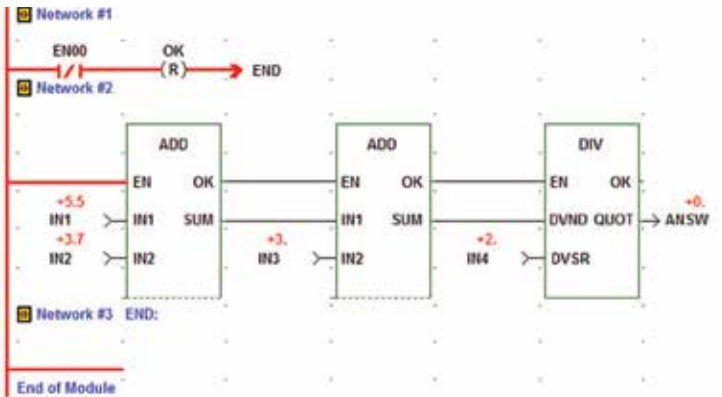 Network #1
EN00 OK
(R) END
Network #2
ADD ADD DIV
EN OK EN OK EN OK
+5.5 +0.
IN1 IN1 SUM IN1 SUM DVND QUOT ANSW
+3.7 +3. +2.
IN2 IN2 IN3 IN2 IN4 DVSR
Network #3 END:
End of Module